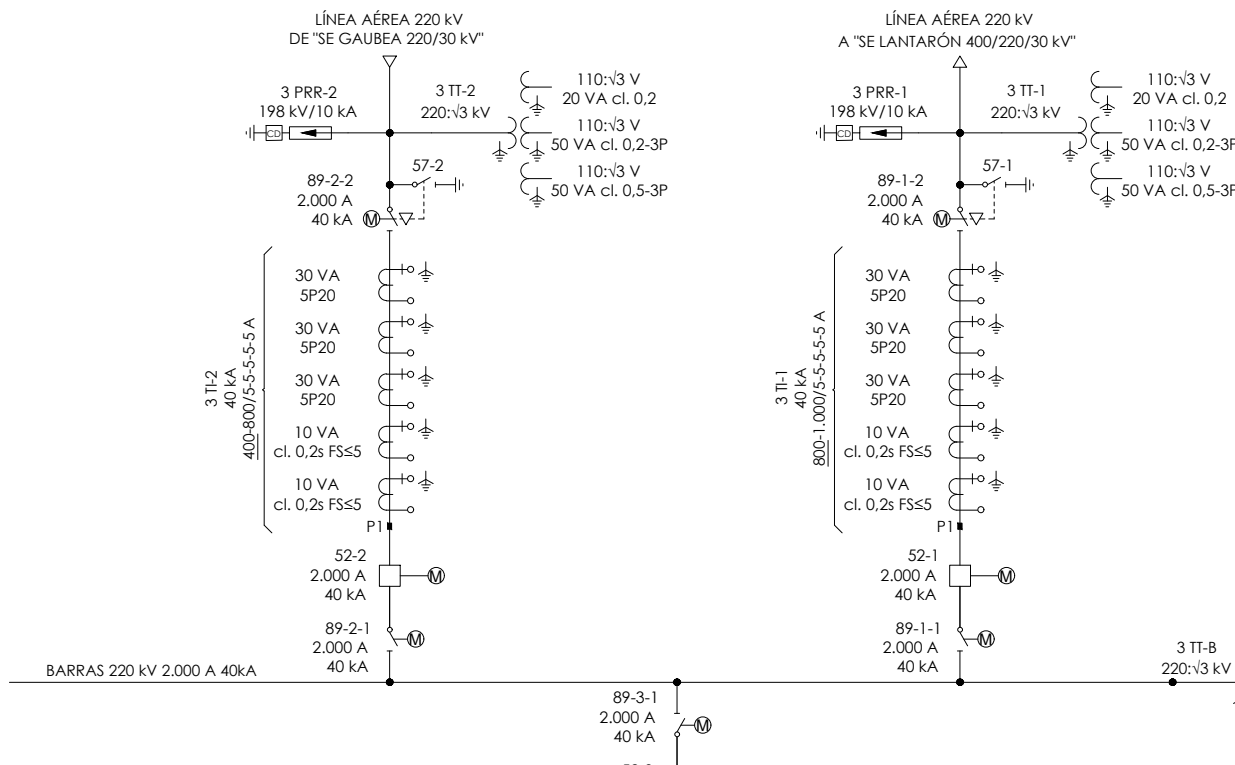 LÍNEA AÉREA 220 kV
DE "SE GAUBEA 220/30 kV"
3 PRR-2
198 kV/10 kA
CD
3 TT-2
220:√3 kV
110:√3 V
20 VA cl. 0,2
110:√3 V
50 VA cl. 0,2-3P
110:√3 V
50 VA cl. 0,5-3P
57-2
89-2-2
2.000 A
40 kA
M
3 TI-2
40 kA
400-800/5-5-5-5-5 A
30 VA
5P20
30 VA
5P20
30 VA
5P20
10 VA
cl. 0,2s FS≤5
10 VA
cl. 0,2s FS≤5
P1
52-2
2.000 A
40 kA
M
89-2-1
2.000 A
40 kA
M
LÍNEA AÉREA 220 kV
A "SE LANTARÓN 400/220/30 kV"
3 PRR-1
198 kV/10 kA
CD
3 TT-1
220:√3 kV
110:√3 V
20 VA cl. 0,2
110:√3 V
50 VA cl. 0,2-3P
110:√3 V
50 VA cl. 0,5-3P
57-1
89-1-2
2.000 A
40 kA
M
3 TI-1
40 kA
800-1.000/5-5-5-5-5 A
30 VA
5P20
30 VA
5P20
30 VA
5P20
10 VA
cl. 0,2s FS≤5
10 VA
cl. 0,2s FS≤5
P1
52-1
2.000 A
40 kA
M
89-1-1
2.000 A
40 kA
M
BARRAS 220 kV 2.000 A 40kA
3 TT-B
220:√3 kV
89-3-1
2.000 A
40 kA
M